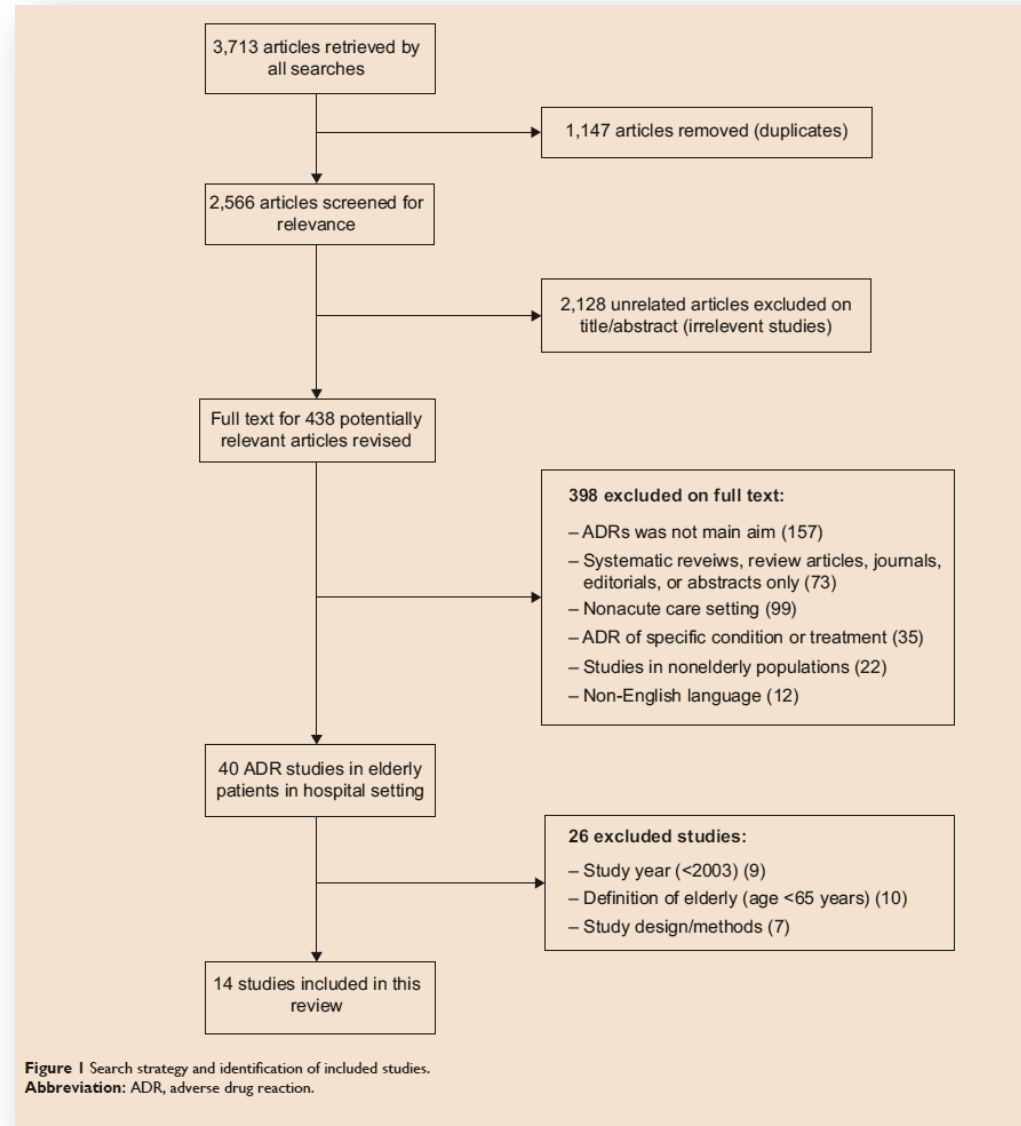 3,713 articles retrieved by
all searches
1,147 articles removed (duplicates)
2,566 articles screened for
relevance
2,128 unrelated articles excluded on
title/abstract (irrelevent studies)
Full text for 438 potentially
relevant articles revised
398 excluded on full text:
– ADRs was not main aim (157)
– Systematic reveiws, review articles, journals,
editorials, or abstracts only (73)
– Nonacute care setting (99)
– ADR of specific condition or treatment (35)
– Studies in nonelderly populations (22)
– Non-English language (12)
40 ADR studies in elderly
patients in hospital setting
26 excluded studies:
– Study year (<2003) (9)
– Definition of elderly (age <65 years) (10)
– Study design/methods (7)
14 studies included in this
review
Figure 1 Search strategy and identification of included studies.
Abbreviation: ADR, adverse drug reaction.